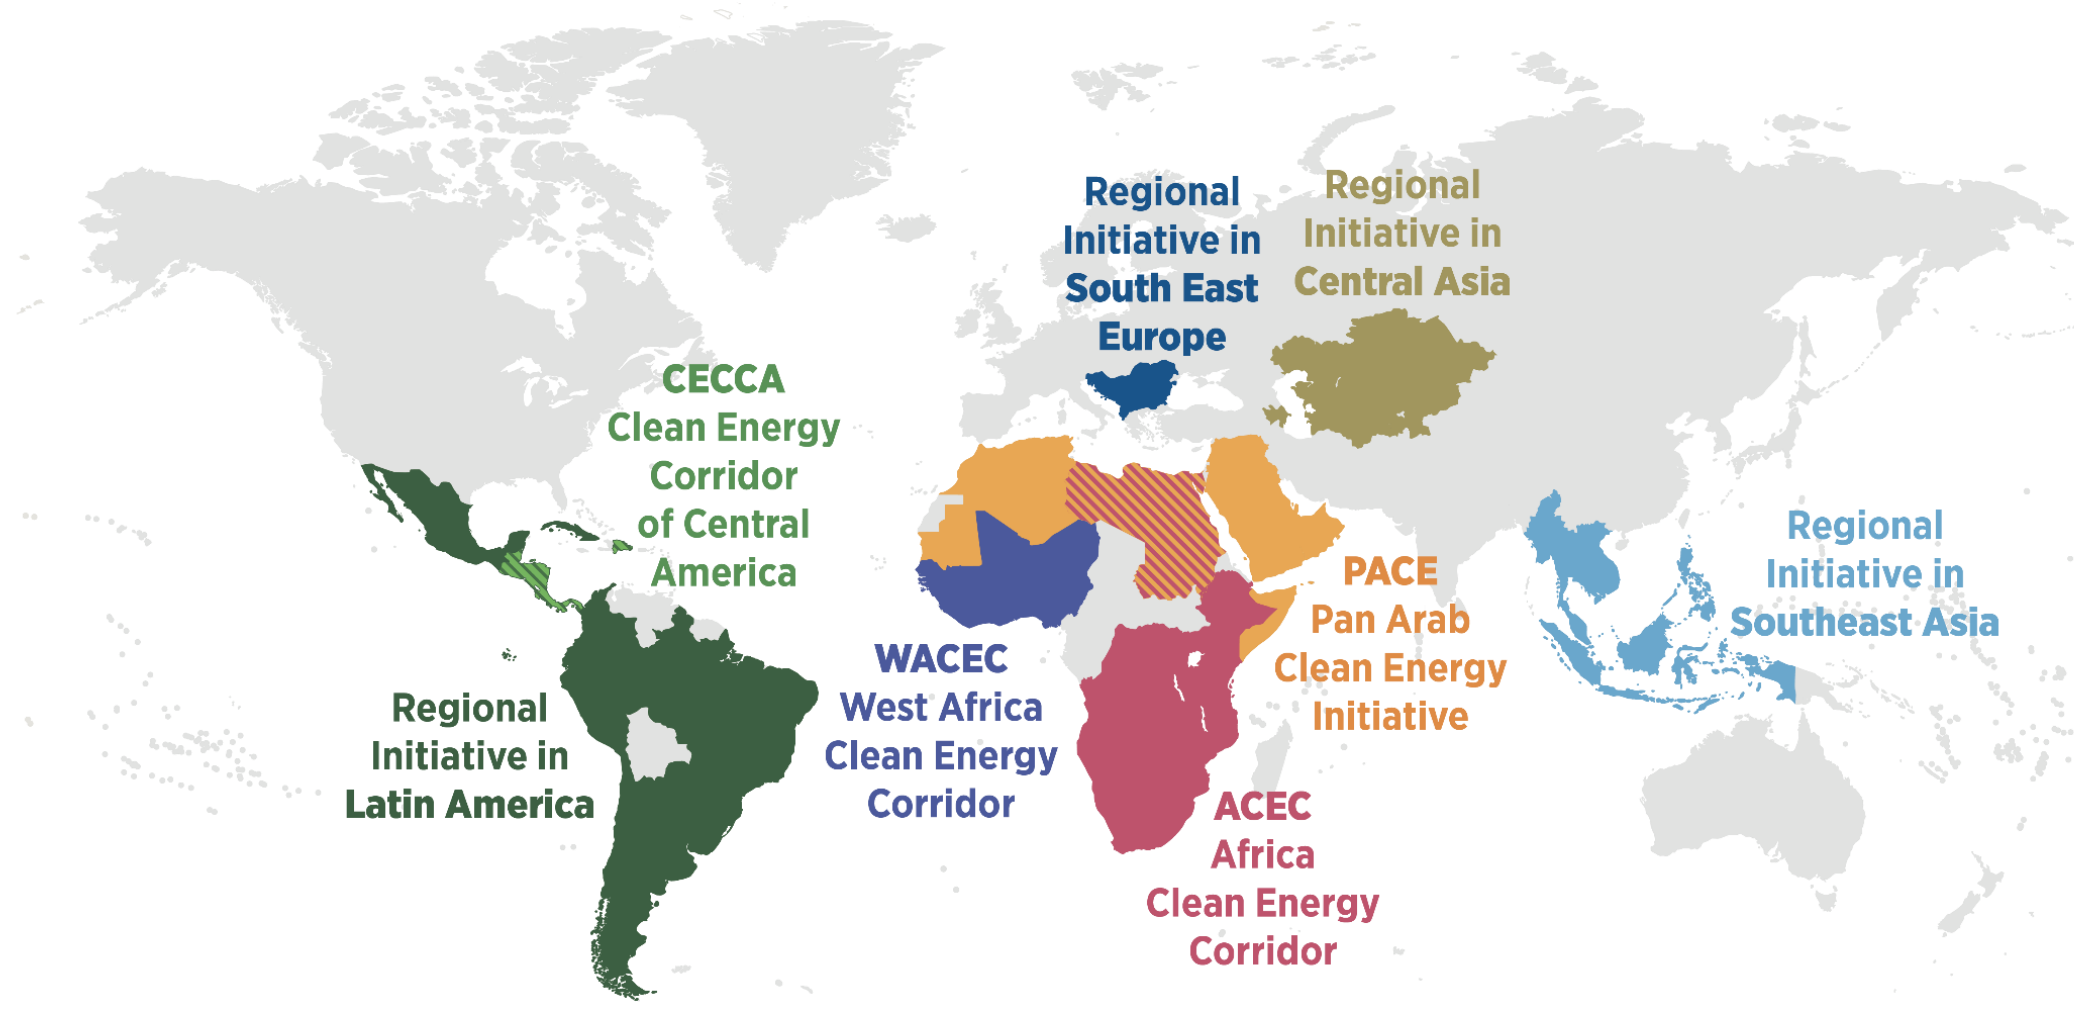 Regional
Initiative in
South East
Europe
Regional
Initiative in
Central Asia
CECCA
Clean Energy
Corridor
of Central
America
Regional
Initiative in
Southeast Asia
PACE
Pan Arab
Clean Energy
Initiative
WACEC
West Africa
Clean Energy
Corridor
Regional
Initiative in
Latin America
ACEC
Africa
Clean Energy
Corridor